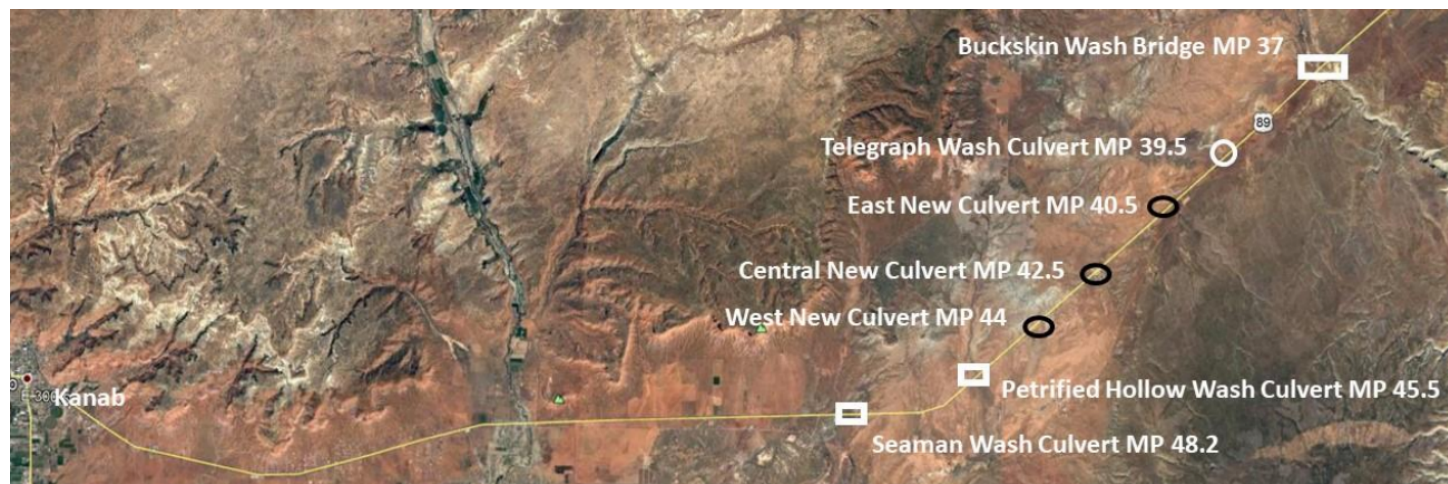 Buckskin Wash Bridge MP 37
89
Telegraph Wash Culvert MP 39.5
East New Culvert MP 40.5
Central New Culvert MP 42.5
West New Culvert MP 44
Petrified Hollow Wash Culvert MP 45.5
Kanab
Seaman Wash Culvert MP 48.2